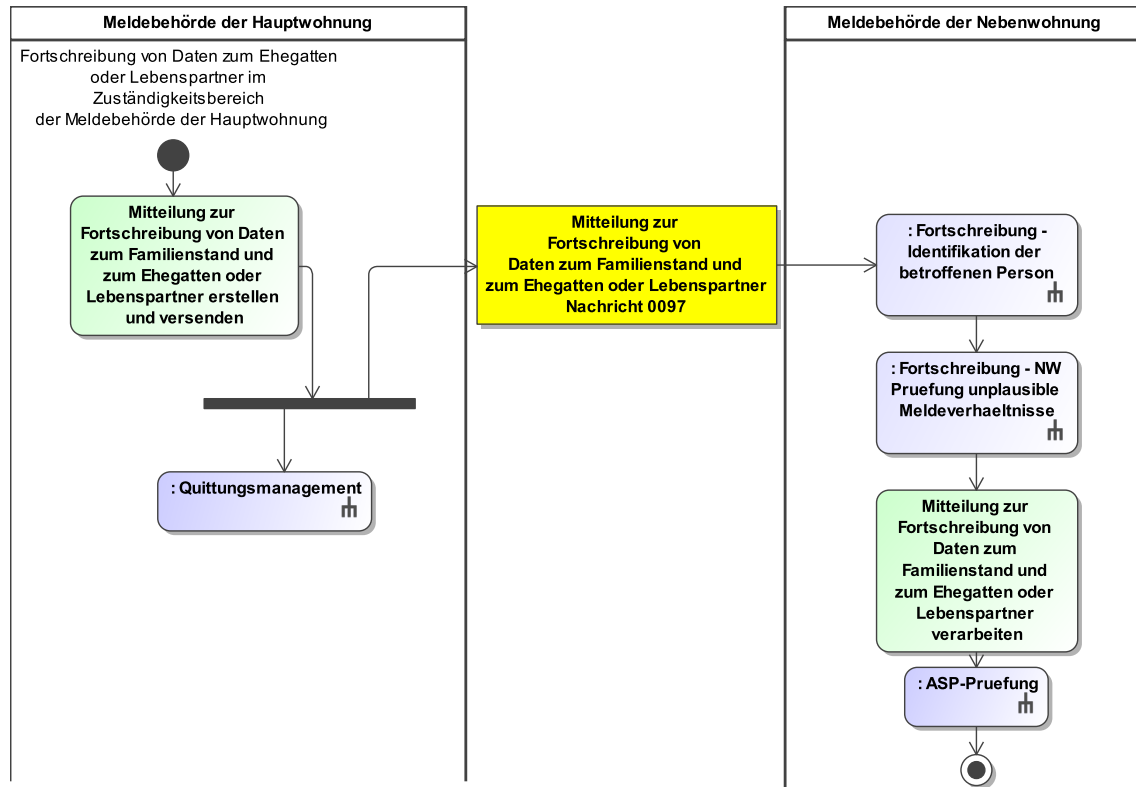 Meldebehörde der Hauptwohnung
Fortschreibung von Daten zum Ehegatten
oder Lebenspartner im
Zuständigkeitsbereich
der Meldebehörde der Hauptwohnung
Mitteilung zur
Fortschreibung von Daten
zum Familienstand und
zum Ehegatten oder
Lebenspartner erstellen
und versenden
: Quittungsmanagement
Mitteilung zur
Fortschreibung von
Daten zum Familienstand und
zum Ehegatten oder Lebenspartner
Nachricht 0097
Meldebehörde der Nebenwohnung
: Fortschreibung -
Identifikation der
betroffenen Person
: Fortschreibung - NW
Pruefung unplausible
Meldeverhaeltnisse
Mitteilung zur
Fortschreibung von
Daten zum
Familienstand und
zum Ehegatten oder
Lebenspartner
verarbeiten
: ASP-Pruefung